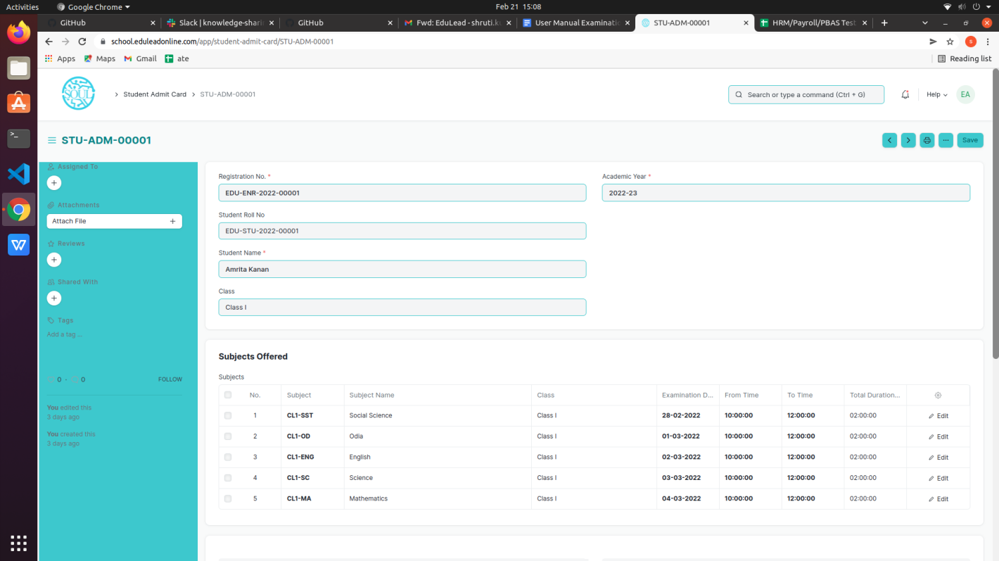 Activities Google Chrome Feb 21 15:08
GitHub Slack | knowledge-sharin GitHub Fwd: EduLead - shruti.ku User Manual Examinatio STU-ADM-00001 HRM/Payroll/PBAS Test
school.eduleadonline.com/app/student-admit-card/STU-ADM-00001 S
Apps Maps Gmail ate Reading list
SOUL Student Admit Card STU-ADM-00001 Search or type a command (Ctrl + G) Help EA
STU-ADM-00001 Save
Assigned To
Attachments
Attach File
Reviews
Shared With
Tags
Add a tag ...
0 · 0 FOLLOW
You edited this
3 days ago
You created this
3 days ago
Registration No. * Academic Year *
EDU-ENR-2022-00001 2022-23
Student Roll No
EDU-STU-2022-00001
Student Name *
Amrita Kanan
Class
Class I
Subjects Offered
Subjects
No. Subject Subject Name Class Examination D... From Time To Time Total Duration...
1 CL1-SST Social Science Class I 28-02-2022 10:00:00 12:00:00 02:00:00 Edit
2 CL1-OD Odia Class I 01-03-2022 10:00:00 12:00:00 02:00:00 Edit
3 CL1-ENG English Class I 02-03-2022 10:00:00 12:00:00 02:00:00 Edit
4 CL1-SC Science Class I 03-03-2022 10:00:00 12:00:00 02:00:00 Edit
5 CL1-MA Mathematics Class I 04-03-2022 10:00:00 12:00:00 02:00:00 Edit